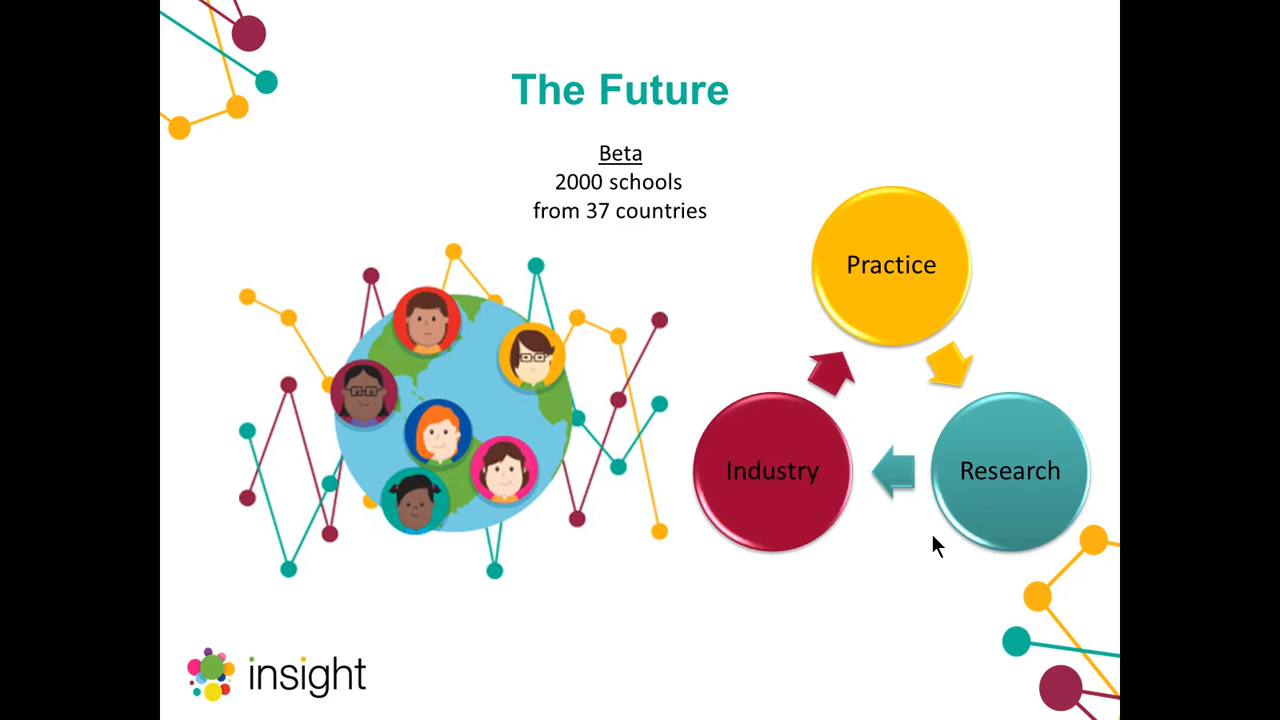 The Future
Beta
2000 schools
from 37 countries
Practice
Industry
Research
insight